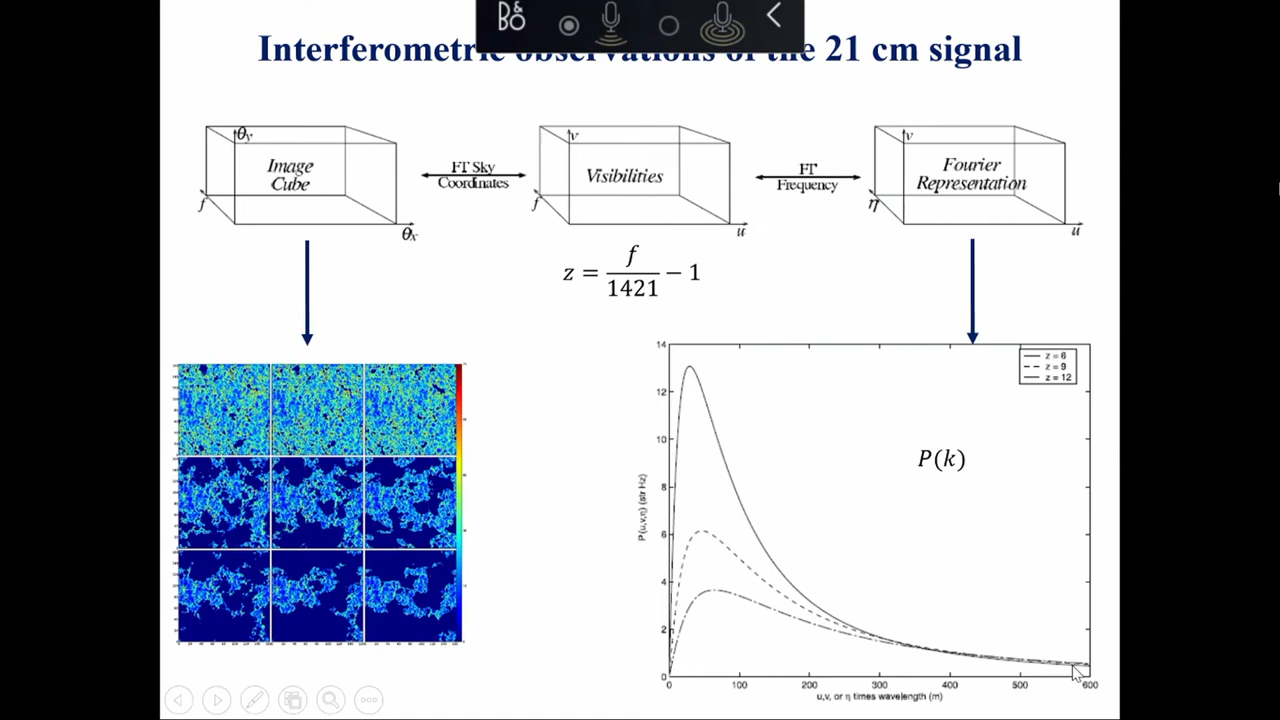 B&O
Interferometric observations of the 21 cm signal
θy
Image
Cube
f
θx
FT Sky
Coordinates
v
Visibilities
f
u
FT
Frequency
v
Fourier
Representation
η
u
z = f/1421 − 1
14
12
10
8
6
4
2
0
P(u,v,η) (str Hz)
z = 6
z = 9
z = 12
P(k)
0 100 200 300 400 500 600
u,v, or η times wavelength (m)